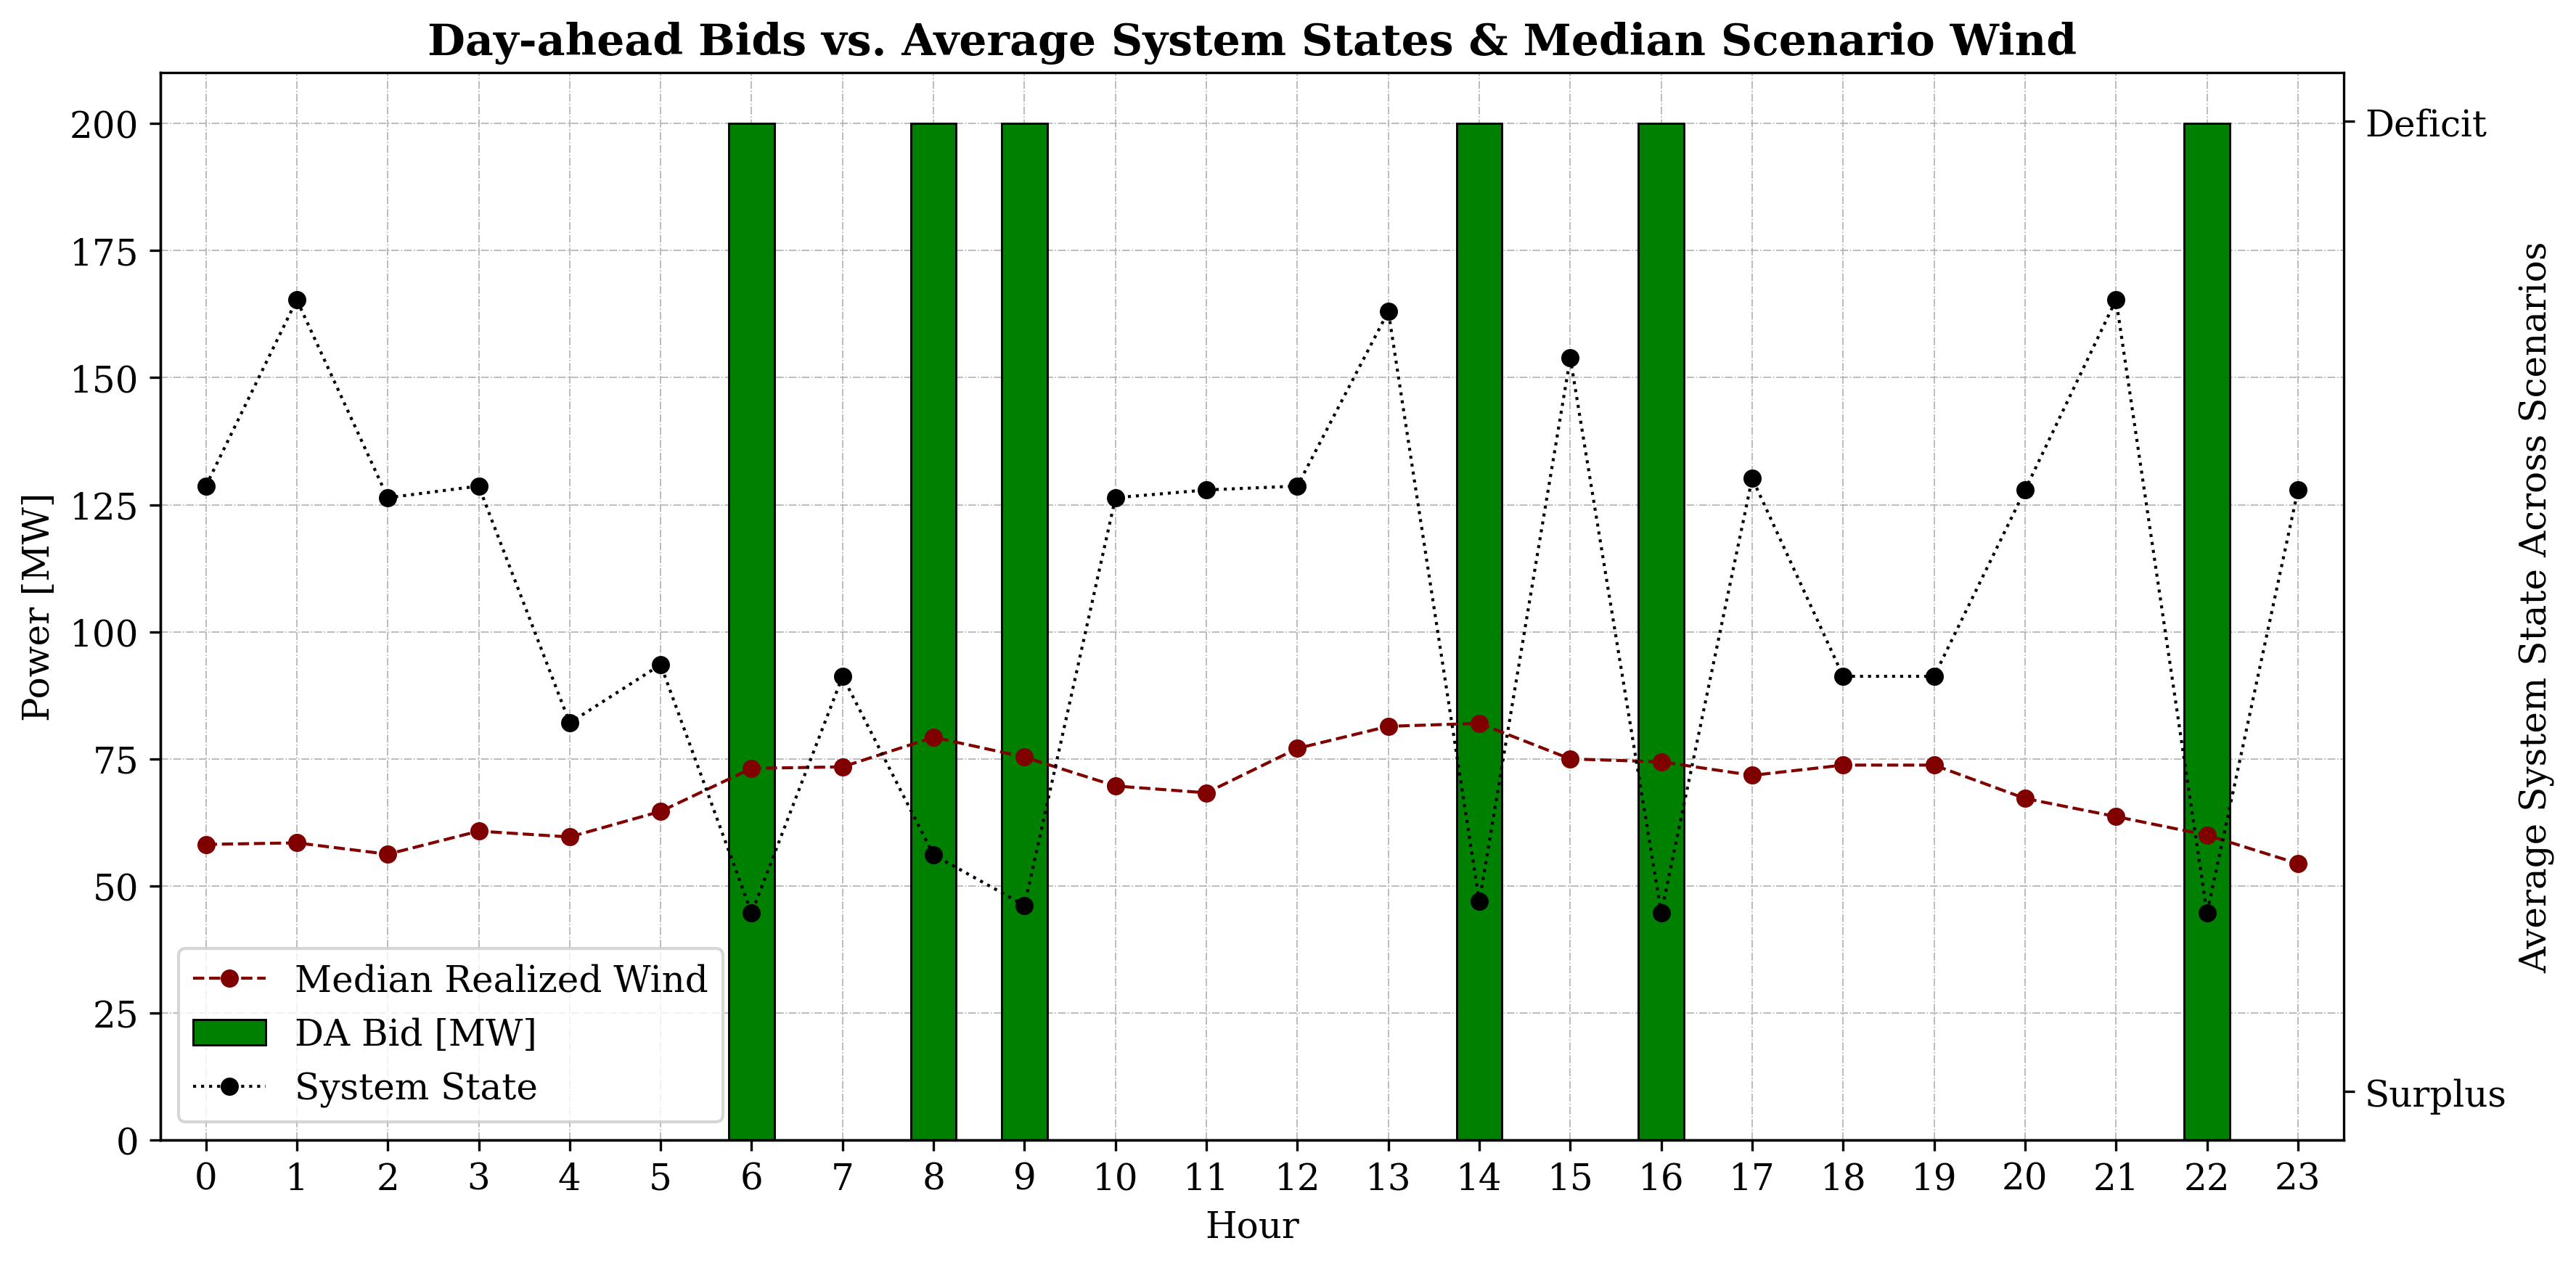 Day-ahead Bids vs. Average System States & Median Scenario Wind
200
175
150
125
100
75
50
25
0
Power [MW]
Deficit
Surplus
Average System State Across Scenarios
Median Realized Wind
DA Bid [MW]
System State
0 1 2 3 4 5 6 7 8 9 10 11 12 13 14 15 16 17 18 19 20 21 22 23
Hour